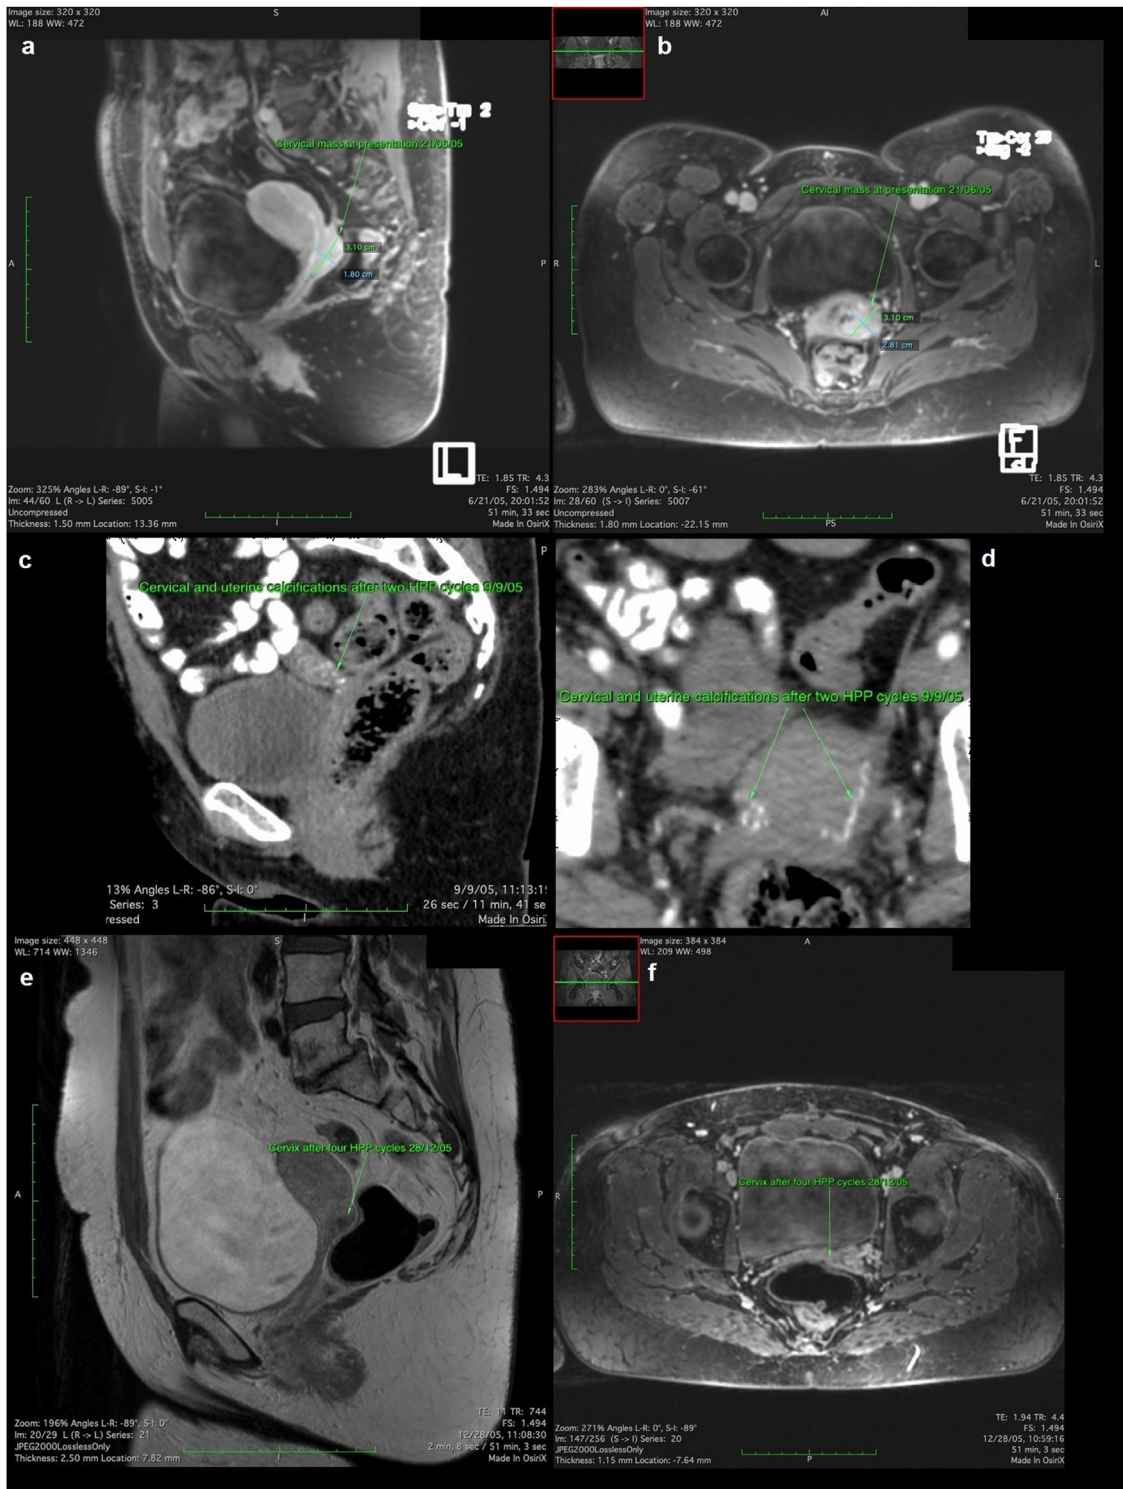 Image size: 320 x 320
WL: 188 WW: 472
S
a
Cervical mass at presentation 21/06/05
3.10 cm
1.80 cm
A
P
L
Zoom: 325% Angles L-R: -89°, S-I: -1°
Im: 44/60 L (R -> L) Series: 5005
Uncompressed
Thickness: 1.50 mm Location: 13.36 mm
I
TE: 1.85 TR: 4.3
FS: 1.494
6/21/05, 20:01:52
51 min, 33 sec
Made In OsiriX
Image size: 320 x 320
WL: 188 WW: 472
AI
b
Cervical mass at presentation 21/06/05
3.10 cm
2.81 cm
R
L
F
Zoom: 283% Angles L-R: 0°, S-I: -61°
Im: 28/60 (S -> I) Series: 5007
Uncompressed
Thickness: 1.80 mm Location: -22.15 mm
PS
TE: 1.85 TR: 4.3
FS: 1.494
6/21/05, 20:01:52
51 min, 33 sec
Made In OsiriX
c
P
Cervical and uterine calcifications after two HPP cycles 9/9/05
13% Angles L-R: -86°, S-I: 0°
Series: 3
ressed
I
9/9/05, 11:13:1
26 sec / 11 min, 41 se
Made In Osiri
d
Cervical and uterine calcifications after two HPP cycles 9/9/05
Image size: 448 x 448
WL: 714 WW: 1346
S
e
Cervix after four HPP cycles 28/12/05
A
P
Zoom: 196% Angles L-R: -89°, S-I: 0°
Im: 20/29 L (R -> L) Series: 21
JPEG2000LosslessOnly
Thickness: 2.50 mm Location: 7.82 mm
I
TE: 11 TR: 744
FS: 1.494
12/28/05, 11:08:30
2 min, 8 sec / 51 min, 3 sec
Made In OsiriX
Image size: 384 x 384
WL: 209 WW: 498
A
f
Cervix after four HPP cycles 28/12/05
R
L
Zoom: 271% Angles L-R: 0°, S-I: -89°
Im: 147/256 (S -> I) Series: 20
JPEG2000LosslessOnly
Thickness: 1.15 mm Location: -7.64 mm
P
TE: 1.94 TR: 4.4
FS: 1.494
12/28/05, 10:59:16
51 min, 3 sec
Made In OsiriX